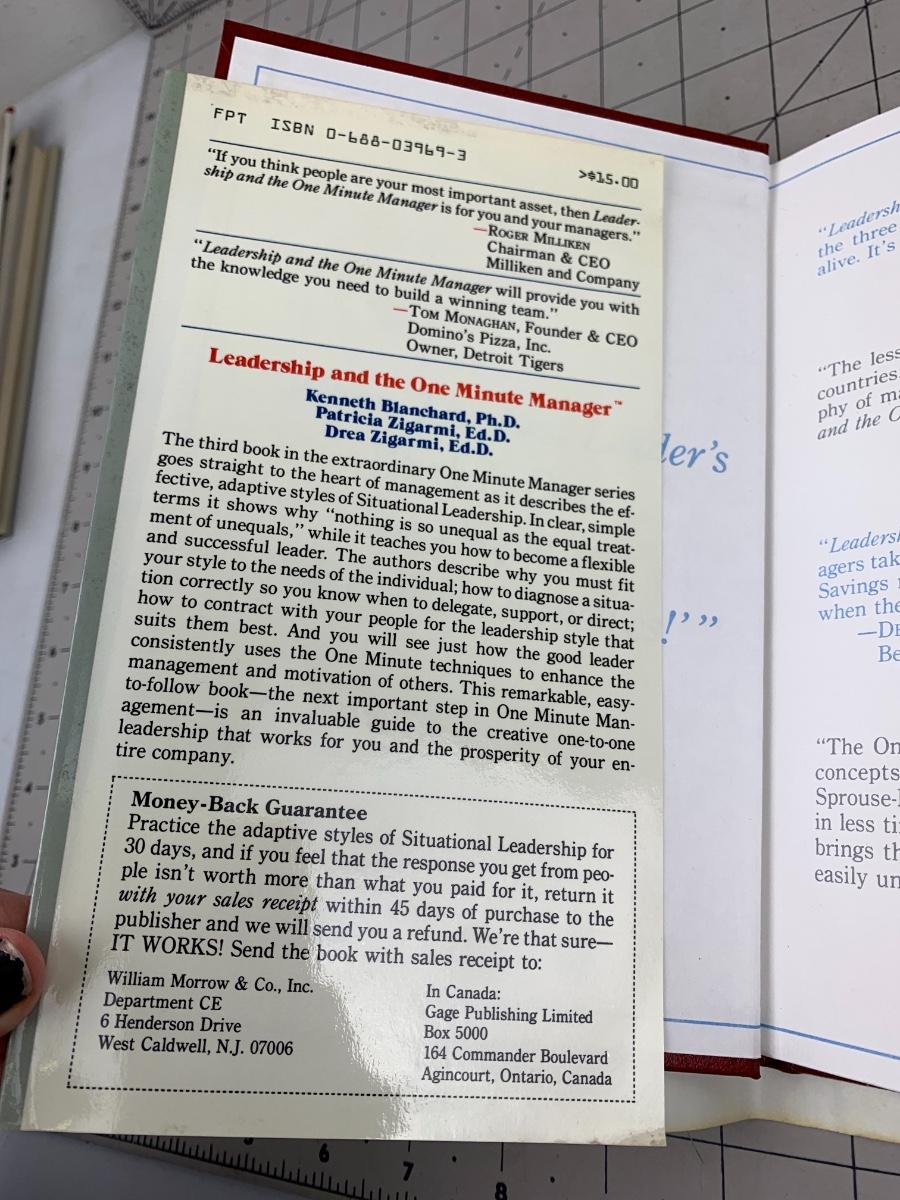 FPT ISBN 0-688-03969-3
>$15.00
“If you think people are your most important asset, then Leader-
ship and the One Minute Manager is for you and your managers.”
—ROGER MILLIKEN
Chairman & CEO
Milliken and Company
“Leadership and the One Minute Manager will provide you with
the knowledge you need to build a winning team.”
—TOM MONAGHAN, Founder & CEO
Domino’s Pizza, Inc.
Owner, Detroit Tigers
Leadership and the One Minute Manager™
Kenneth Blanchard, Ph.D.
Patricia Zigarmi, Ed.D.
Drea Zigarmi, Ed.D.
The third book in the extraordinary One Minute Manager series
goes straight to the heart of management as it describes the ef-
fective, adaptive styles of Situational Leadership. In clear, simple
terms it shows why “nothing is so unequal as the equal treat-
ment of unequals,” while it teaches you how to become a flexible
and successful leader. The authors describe why you must fit
your style to the needs of the individual; how to diagnose a situa-
tion correctly so you know when to delegate, support, or direct;
how to contract with your people for the leadership style that
suits them best. And you will see just how the good leader
consistently uses the One Minute techniques to enhance the
management and motivation of others. This remarkable, easy-
to-follow book—the next important step in One Minute Man-
agement—is an invaluable guide to the creative one-to-one
leadership that works for you and the prosperity of your en-
tire company.
Money-Back Guarantee
Practice the adaptive styles of Situational Leadership for
30 days, and if you feel that the response you get from peo-
ple isn’t worth more than what you paid for it, return it
with your sales receipt within 45 days of purchase to the
publisher and we will send you a refund. We’re that sure—
IT WORKS! Send the book with sales receipt to:
William Morrow & Co., Inc.
Department CE
6 Henderson Drive
West Caldwell, N.J. 07006
In Canada:
Gage Publishing Limited
Box 5000
164 Commander Boulevard
Agincourt, Ontario, Canada
der’s
!’”
“Leadersh
the three
alive. It’s
“The less
countries.
phy of ma
and the O
“Leadersh
agers tak
Savings
when the
—DE
Be
“The On
concepts
Sprouse-
in less ti
brings th
easily un
6
7
8